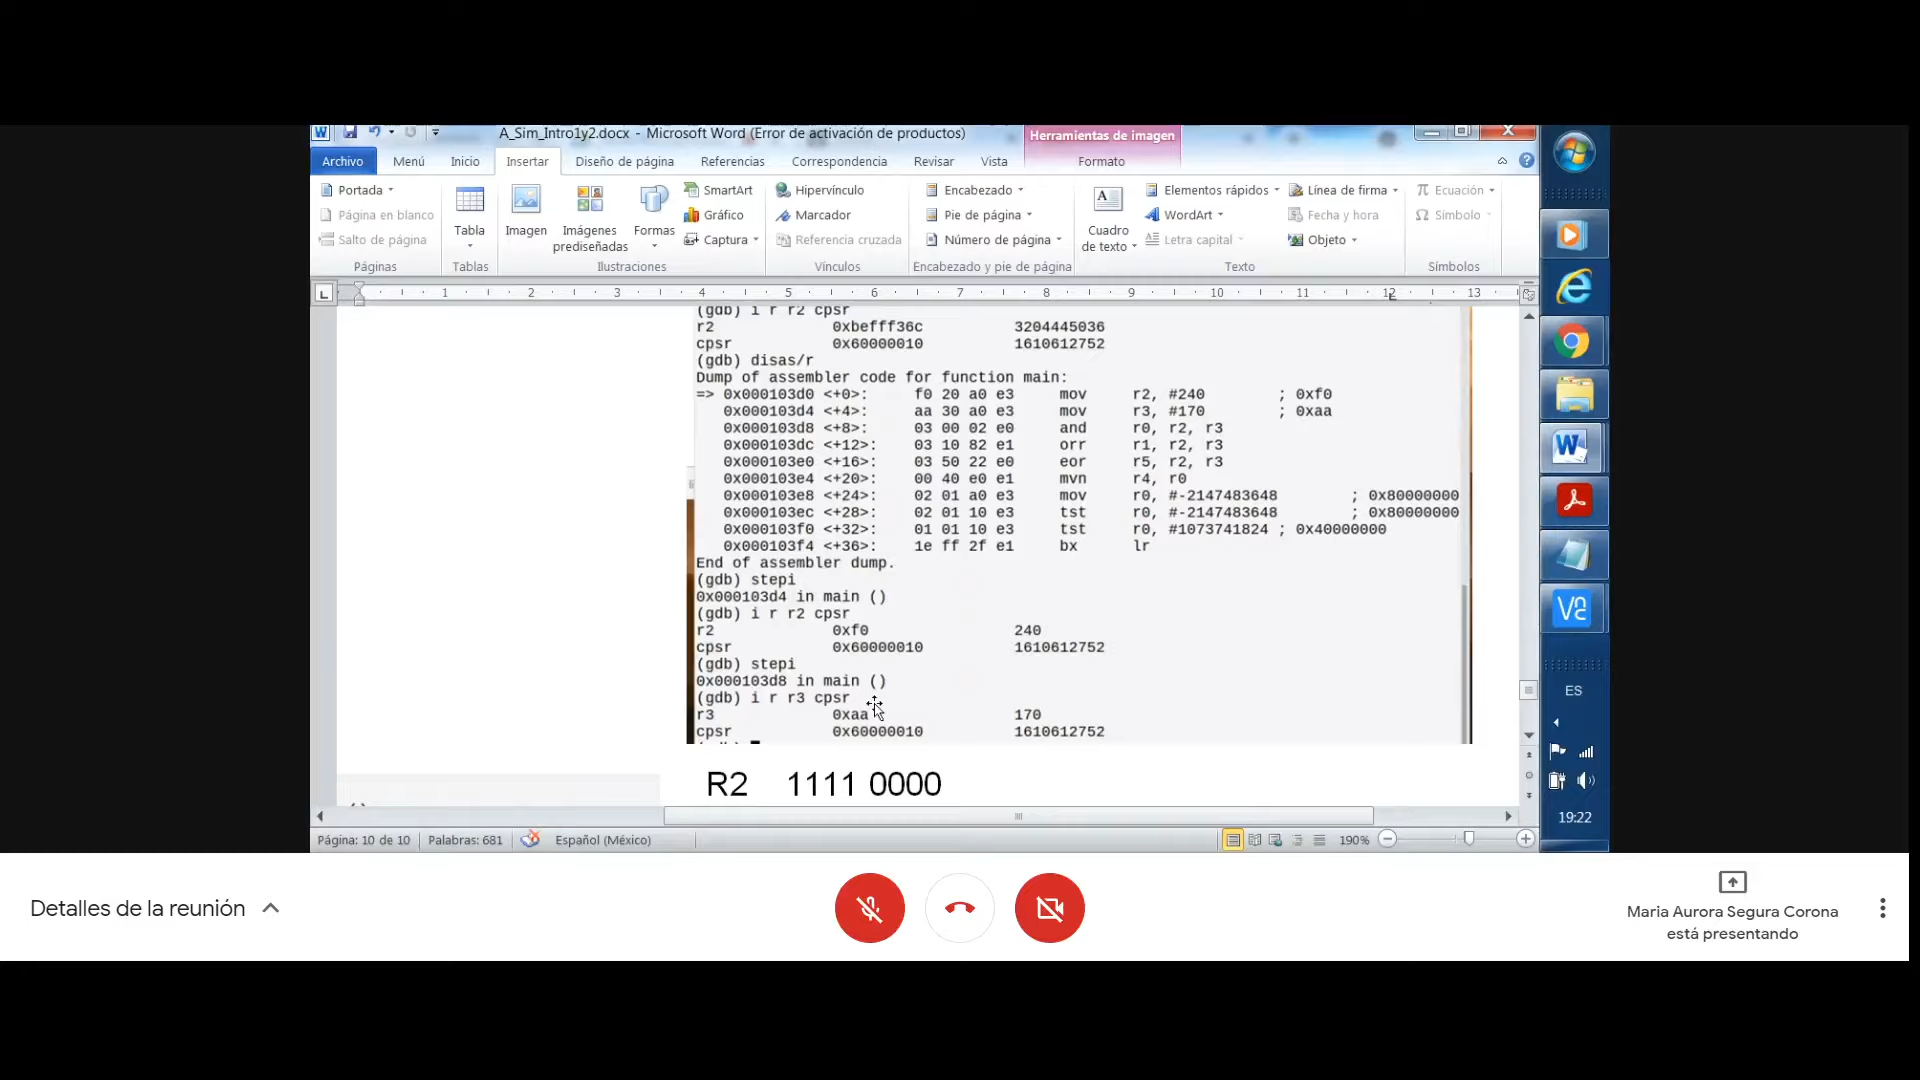 A_Sim_Intro1y2.docx - Microsoft Word (Error de activación de productos)
Herramientas de imagen
Archivo Menú Inicio Insertar Diseño de página Referencias Correspondencia Revisar Vista Formato
Portada
Página en blanco
Salto de página
Páginas
Tabla
Tablas
Imagen
Imágenes prediseñadas
Formas
SmartArt
Gráfico
Captura
Ilustraciones
Hipervínculo
Marcador
Referencia cruzada
Vínculos
Encabezado
Pie de página
Número de página
Encabezado y pie de página
Cuadro de texto
Elementos rápidos
WordArt
Letra capital
Línea de firma
Fecha y hora
Objeto
Texto
Ecuación
Símbolo
Símbolos
1 2 3 4 5 6 7 8 9 10 11 12 13
(gdb) i r r2 cpsr
r2 0xbefff36c 3204445036
cpsr 0x60000010 1610612752
(gdb) disas/r
Dump of assembler code for function main:
=> 0x000103d0 <+0>: f0 20 a0 e3 mov r2, #240 ; 0xf0
0x000103d4 <+4>: aa 30 a0 e3 mov r3, #170 ; 0xaa
0x000103d8 <+8>: 03 00 02 e0 and r0, r2, r3
0x000103dc <+12>: 03 10 82 e1 orr r1, r2, r3
0x000103e0 <+16>: 03 50 22 e0 eor r5, r2, r3
0x000103e4 <+20>: 00 40 e0 e1 mvn r4, r0
0x000103e8 <+24>: 02 01 a0 e3 mov r0, #-2147483648 ; 0x80000000
0x000103ec <+28>: 02 01 10 e3 tst r0, #-2147483648 ; 0x80000000
0x000103f0 <+32>: 01 01 10 e3 tst r0, #1073741824 ; 0x40000000
0x000103f4 <+36>: 1e ff 2f e1 bx lr
End of assembler dump.
(gdb) stepi
0x000103d4 in main ()
(gdb) i r r2 cpsr
r2 0xf0 240
cpsr 0x60000010 1610612752
(gdb) stepi
0x000103d8 in main ()
(gdb) i r r3 cpsr
r3 0xaa 170
cpsr 0x60000010 1610612752
R2 1111 0000
Página: 10 de 10 Palabras: 681 Español (México) 190%
ES
19:22
Detalles de la reunión
Maria Aurora Segura Corona
está presentando